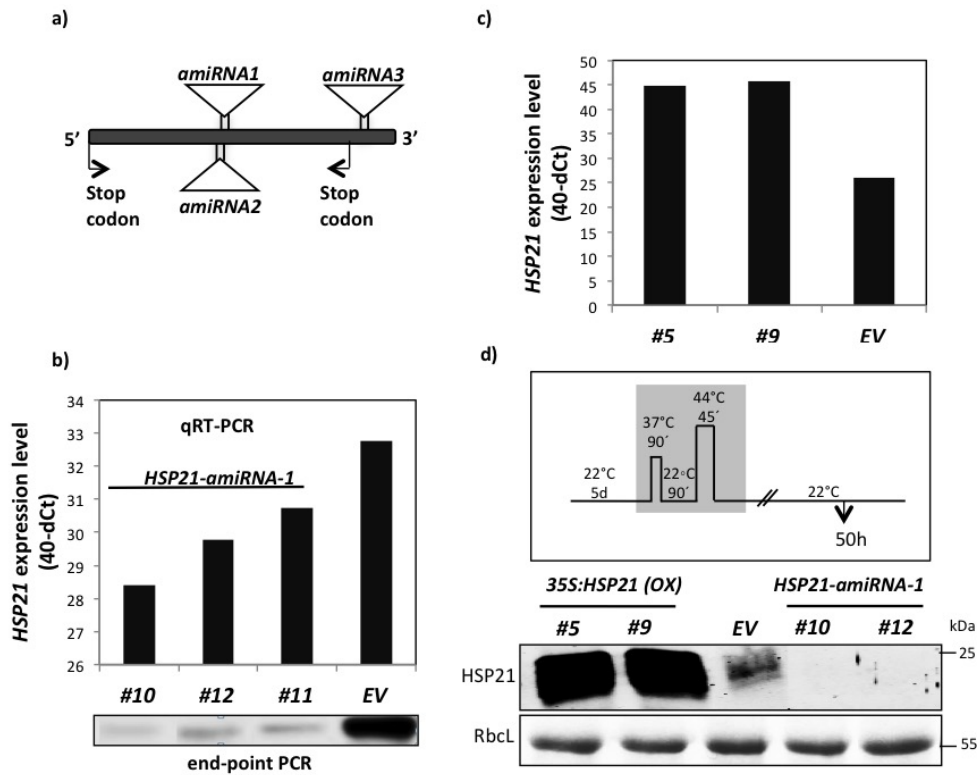 a)
amiRNA1
amiRNA3
5’
3’
Stop
codon
amiRNA2
Stop
codon
b)
HSP21 expression level
(40-dCt)
34
33
32
31
30
29
28
27
26
qRT-PCR
HSP21-amiRNA-1
#10
#12
#11
EV
end-point PCR
c)
HSP21 expression level
(40-dCt)
50
45
40
35
30
25
20
15
10
5
0
#5
#9
EV
d)
44°C
45´
37°C
90´
22°C
5d
22◦C
90´
22°C
50h
35S:HSP21 (OX)
HSP21-amiRNA-1
#5
#9
EV
#10
#12
kDa
HSP21
25
RbcL
55